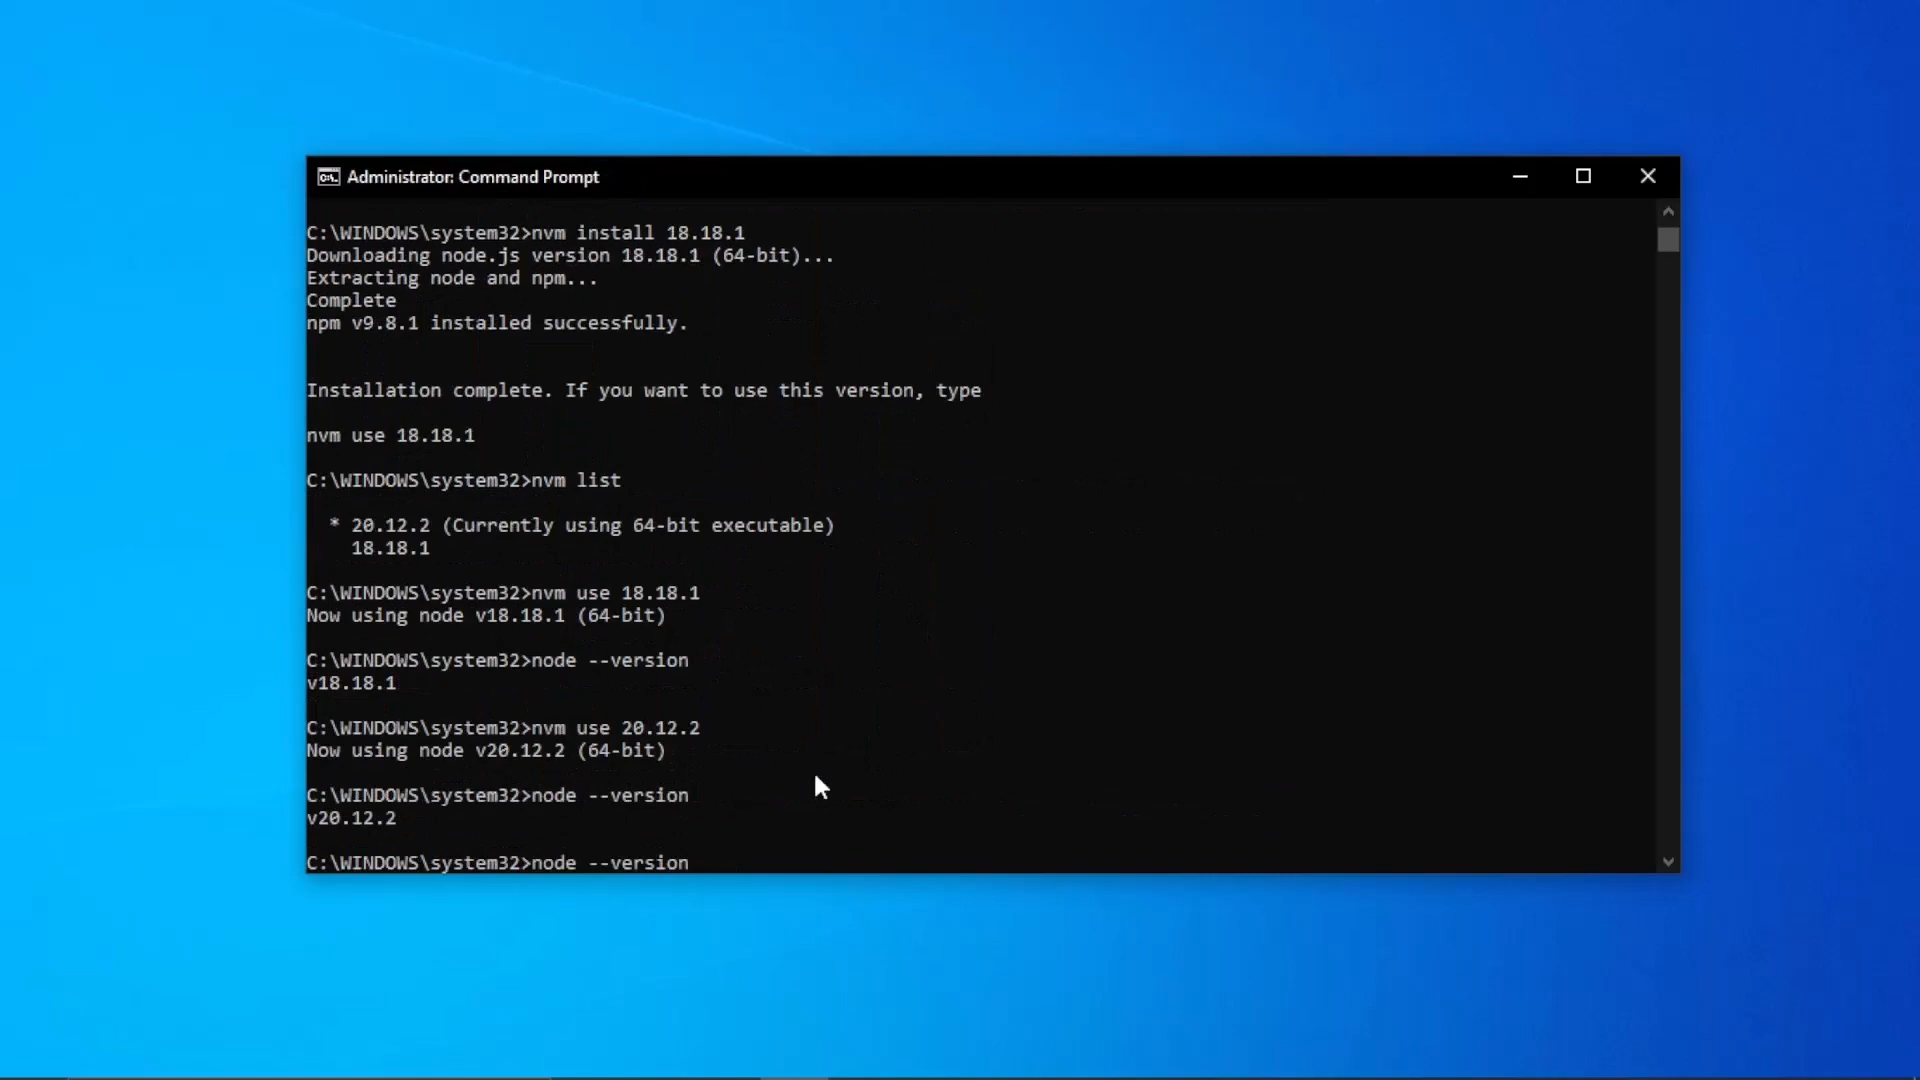 Administrator: Command Prompt
C:\WINDOWS\system32>nvm install 18.18.1
Downloading node.js version 18.18.1 (64-bit)...
Extracting node and npm...
Complete
npm v9.8.1 installed successfully.
Installation complete. If you want to use this version, type
nvm use 18.18.1
C:\WINDOWS\system32>nvm list
* 20.12.2 (Currently using 64-bit executable)
18.18.1
C:\WINDOWS\system32>nvm use 18.18.1
Now using node v18.18.1 (64-bit)
C:\WINDOWS\system32>node --version
v18.18.1
C:\WINDOWS\system32>nvm use 20.12.2
Now using node v20.12.2 (64-bit)
C:\WINDOWS\system32>node --version
v20.12.2
C:\WINDOWS\system32>node --version